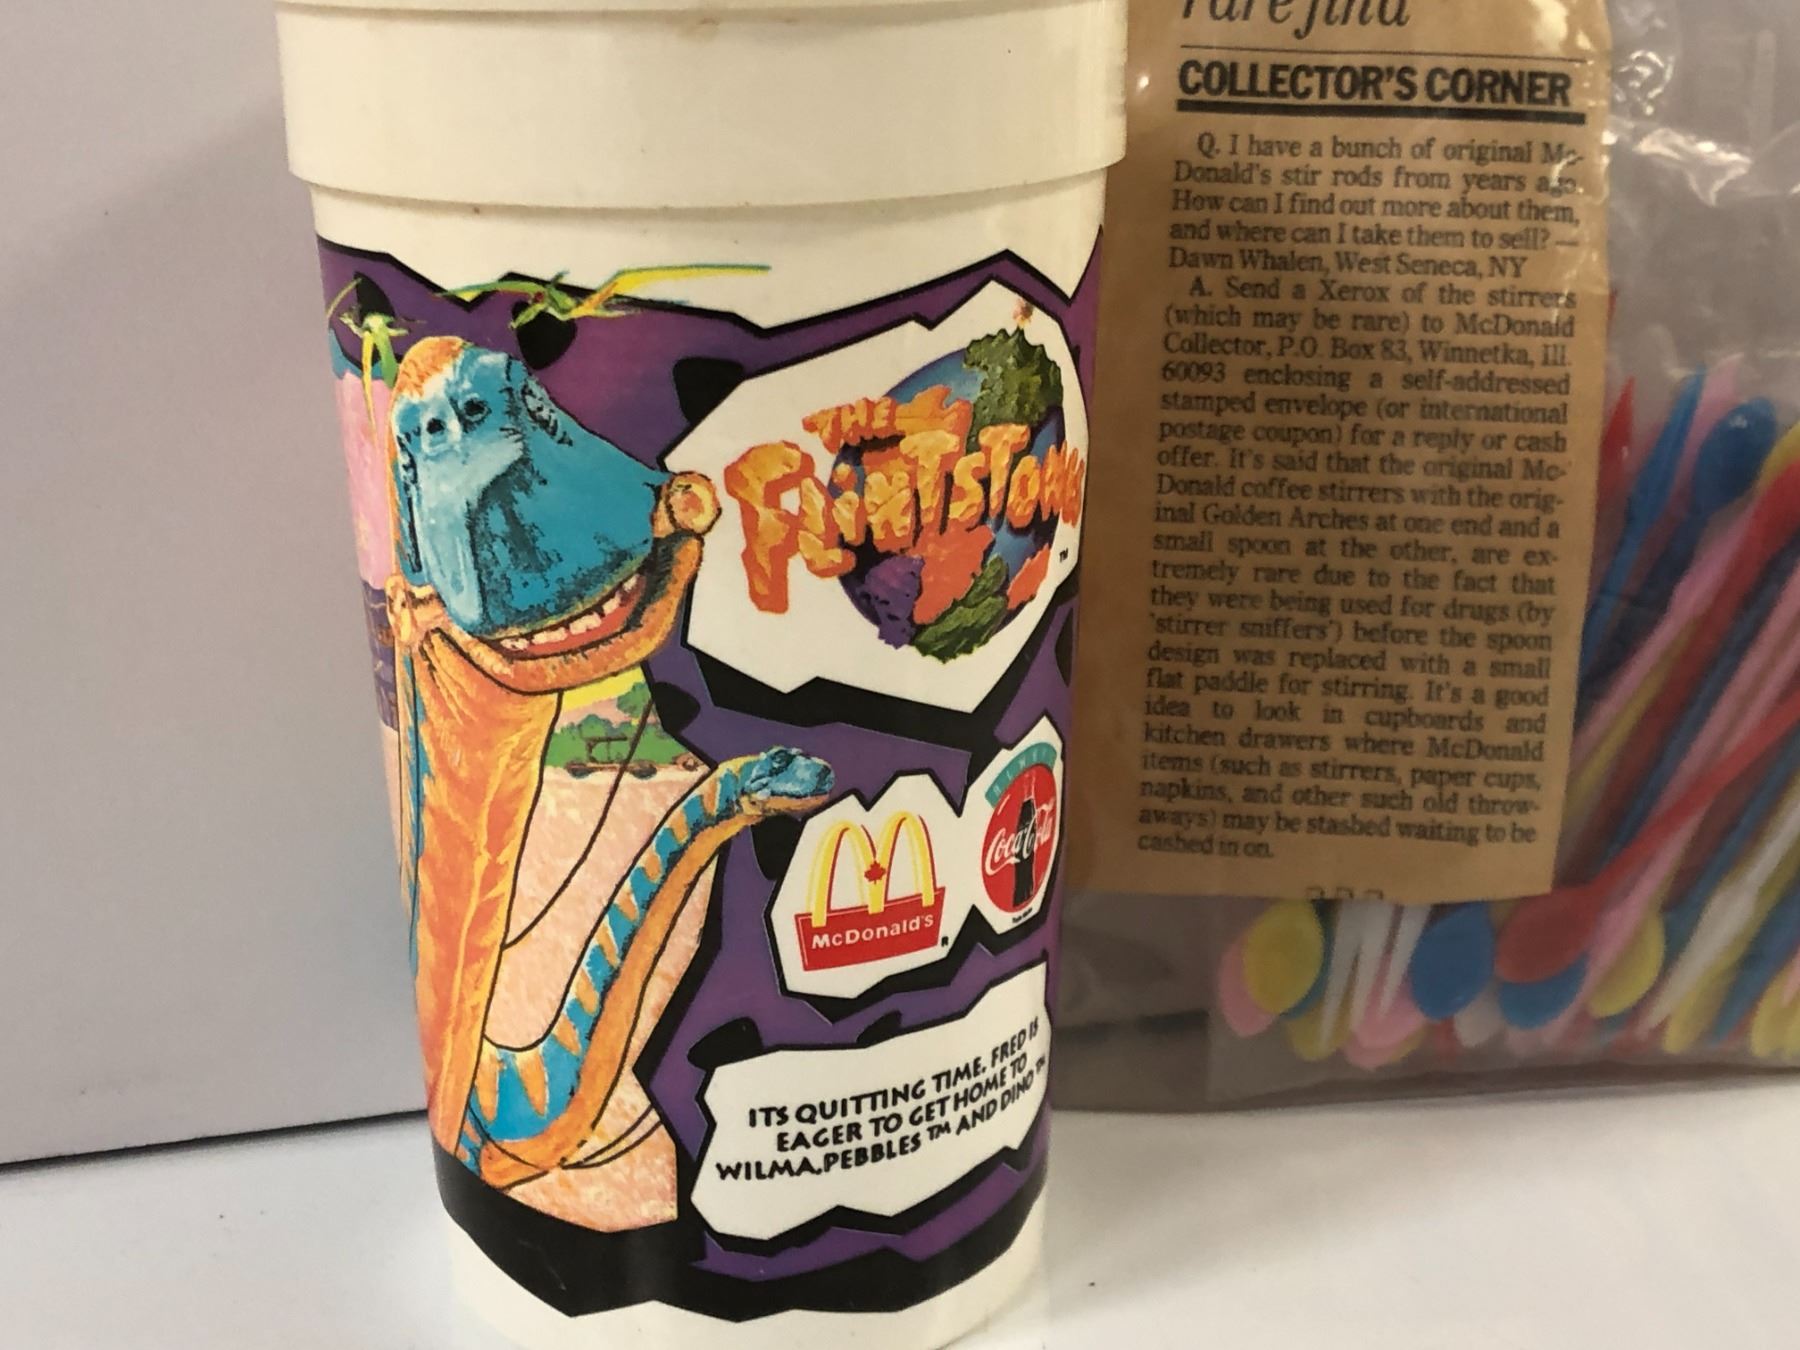 THE
FLINTSTONES
TM
McDonald's
ALWAYS
Coca-Cola
ITS QUITTING TIME. FRED IS
EAGER TO GET HOME TO
WILMA, PEBBLES TM AND DINO TM
rare find
COLLECTOR'S CORNER
Q. I have a bunch of original Mc-
Donald's stir rods from years ago.
How can I find out more about them,
and where can I take them to sell? —
Dawn Whalen, West Seneca, NY
A. Send a Xerox of the stirrers
(which may be rare) to McDonald
Collector, P.O. Box 83, Winnetka, Ill.
60093 enclosing a self-addressed
stamped envelope (or international
postage coupon) for a reply or cash
offer. It's said that the original Mc-
Donald coffee stirrers with the orig-
inal Golden Arches at one end and a
small spoon at the other, are ex-
tremely rare due to the fact that
they were being used for drugs (by
'stirrer sniffers') before the spoon
design was replaced with a small
flat paddle for stirring. It's a good
idea to look in cupboards and
kitchen drawers where McDonald
items (such as stirrers, paper cups,
napkins, and other such old throw-
aways) may be stashed waiting to be
cashed in on.